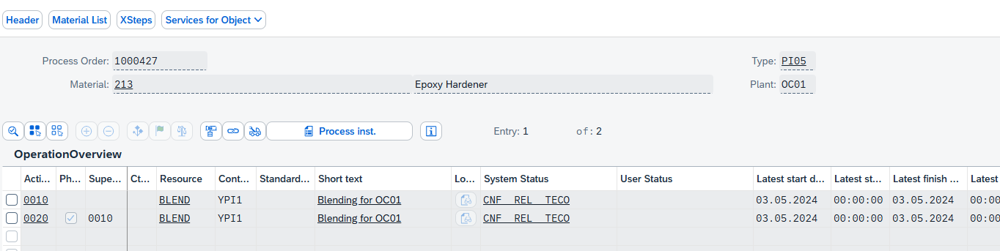 Header Material List XSteps Services for Object
Process Order: 1000427 Type: PI05
Material: 213 Epoxy Hardener Plant: OC01
Process inst. Entry: 1 of: 2
OperationOverview
Acti... Ph... Supe... Ct... Resource Cont... Standard... Short text Lo... System Status User Status Latest start d... Latest st... Latest finish ... Latest
0010 BLEND YPI1 Blending for OC01 CNF REL TECO 03.05.2024 00:00:00 03.05.2024 00:00
0020 0010 BLEND YPI1 Blending for OC01 CNF REL TECO 03.05.2024 00:00:00 03.05.2024 00:00